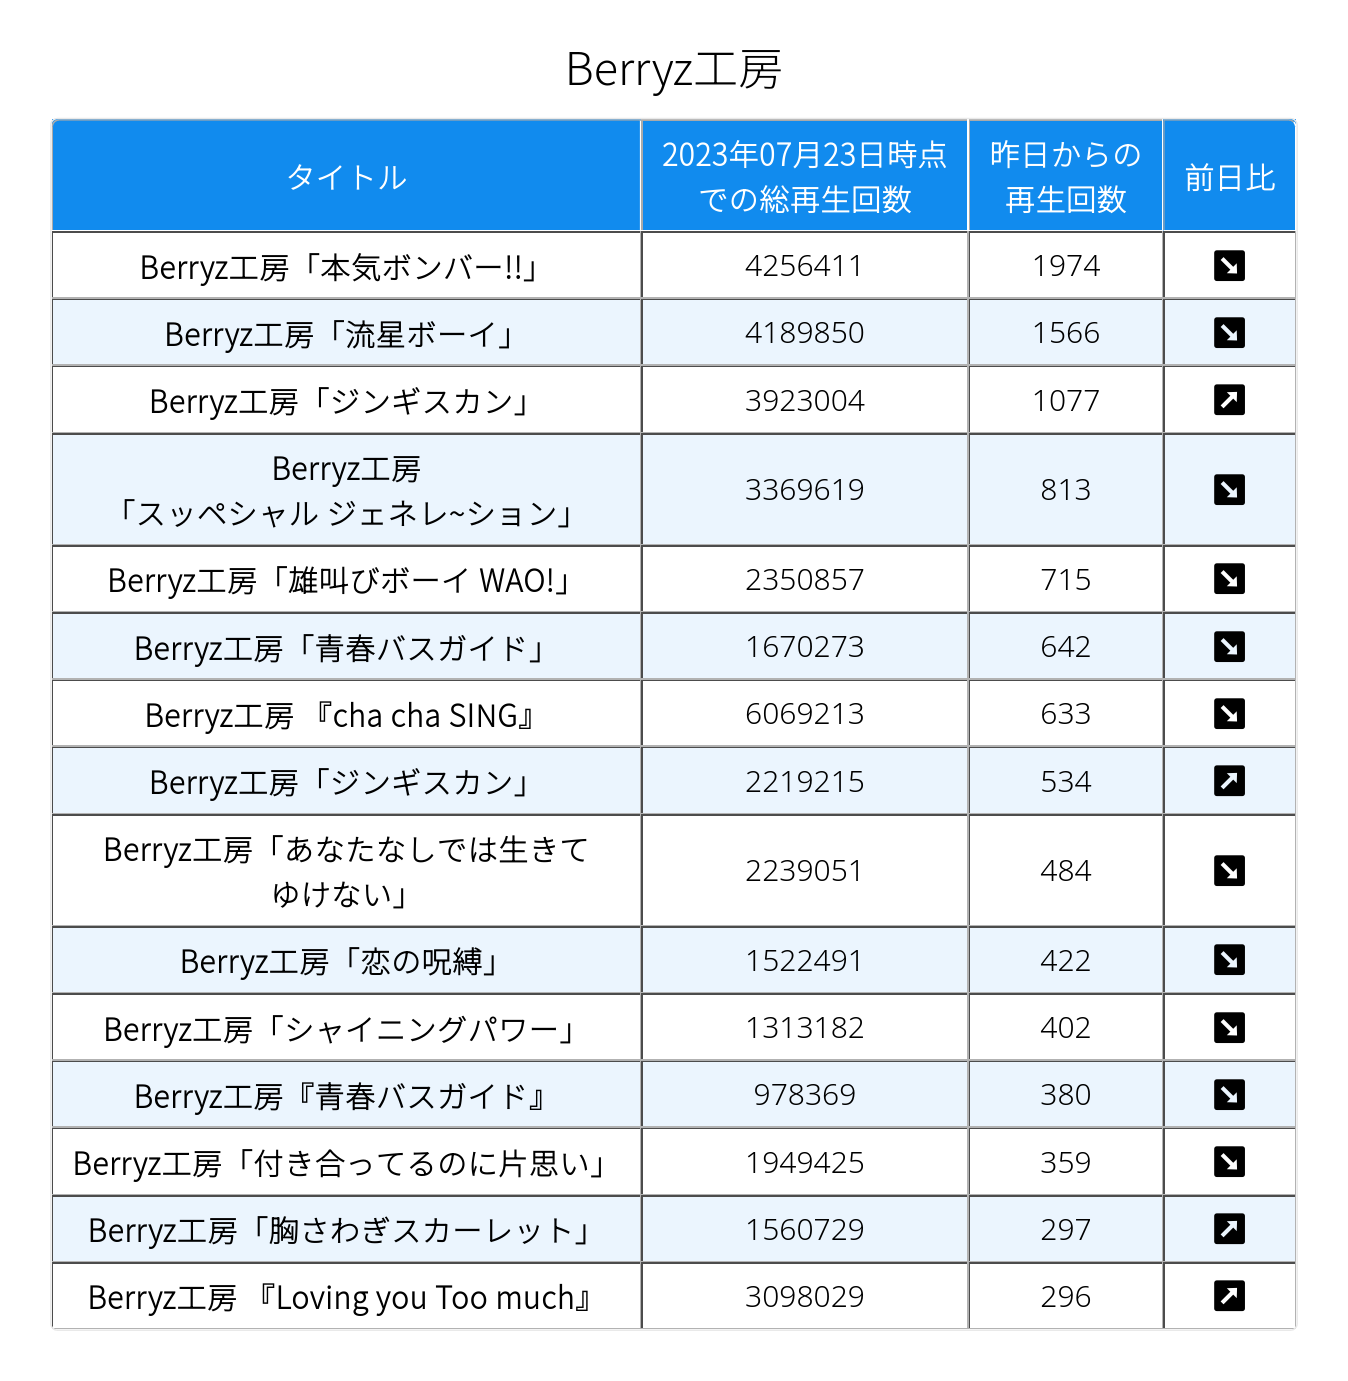 Berryz工房
タイトル
2023年07月23日時点
での総再生回数
昨日からの
再生回数
前日比
Berryz工房「本気ボンバー!!」 4256411 1974 ↘
Berryz工房「流星ボーイ」 4189850 1566 ↘
Berryz工房「ジンギスカン」 3923004 1077 ↗
Berryz工房
「スッペシャル ジェネレ~ション」 3369619 813 ↘
Berryz工房「雄叫びボーイ WAO!」 2350857 715 ↘
Berryz工房「青春バスガイド」 1670273 642 ↘
Berryz工房 『cha cha SING』 6069213 633 ↘
Berryz工房「ジンギスカン」 2219215 534 ↗
Berryz工房「あなたなしでは生きて
ゆけない」 2239051 484 ↘
Berryz工房「恋の呪縛」 1522491 422 ↘
Berryz工房「シャイニングパワー」 1313182 402 ↘
Berryz工房『青春バスガイド』 978369 380 ↘
Berryz工房「付き合ってるのに片思い」 1949425 359 ↘
Berryz工房「胸さわぎスカーレット」 1560729 297 ↗
Berryz工房 『Loving you Too much』 3098029 296 ↗